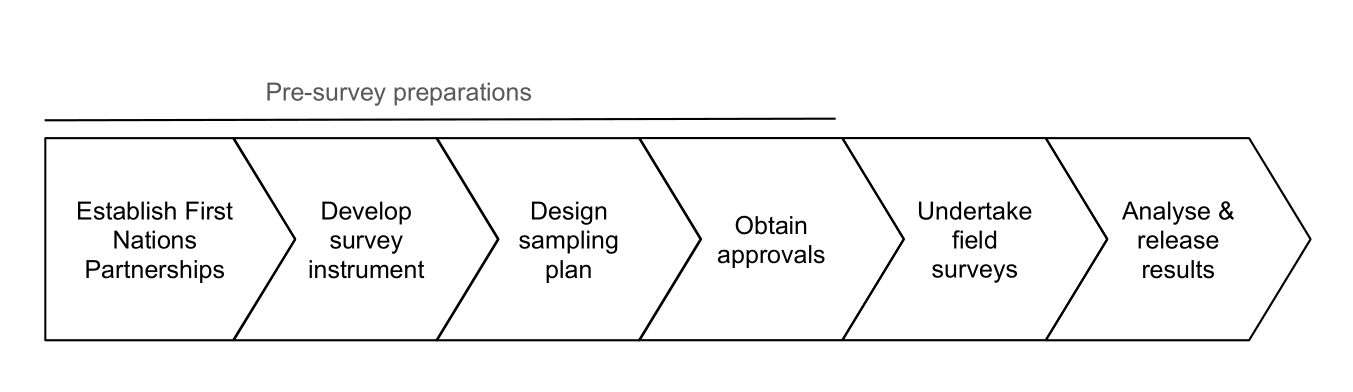 Pre-survey preparations
Establish First
Nations
Partnerships
Develop
survey
instrument
Design
sampling
plan
Obtain
approvals
Undertake
field
surveys
Analyse &
release
results